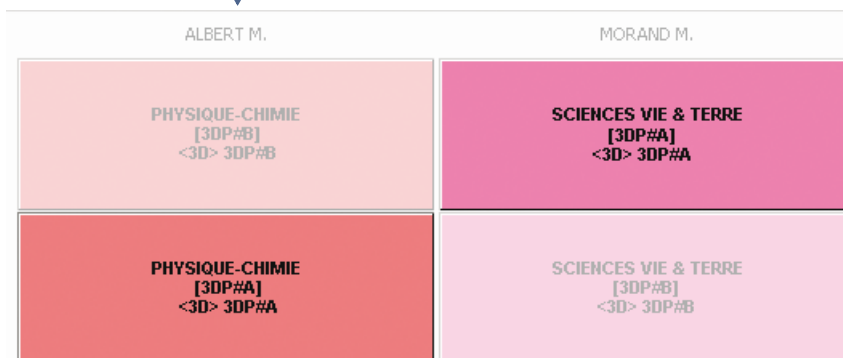 ALBERT M.
MORAND M.
PHYSIQUE-CHIMIE
[3DP#B]
<3D> 3DP#B
SCIENCES VIE & TERRE
[3DP#A]
<3D> 3DP#A
PHYSIQUE-CHIMIE
[3DP#A]
<3D> 3DP#A
SCIENCES VIE & TERRE
[3DP#B]
<3D> 3DP#B